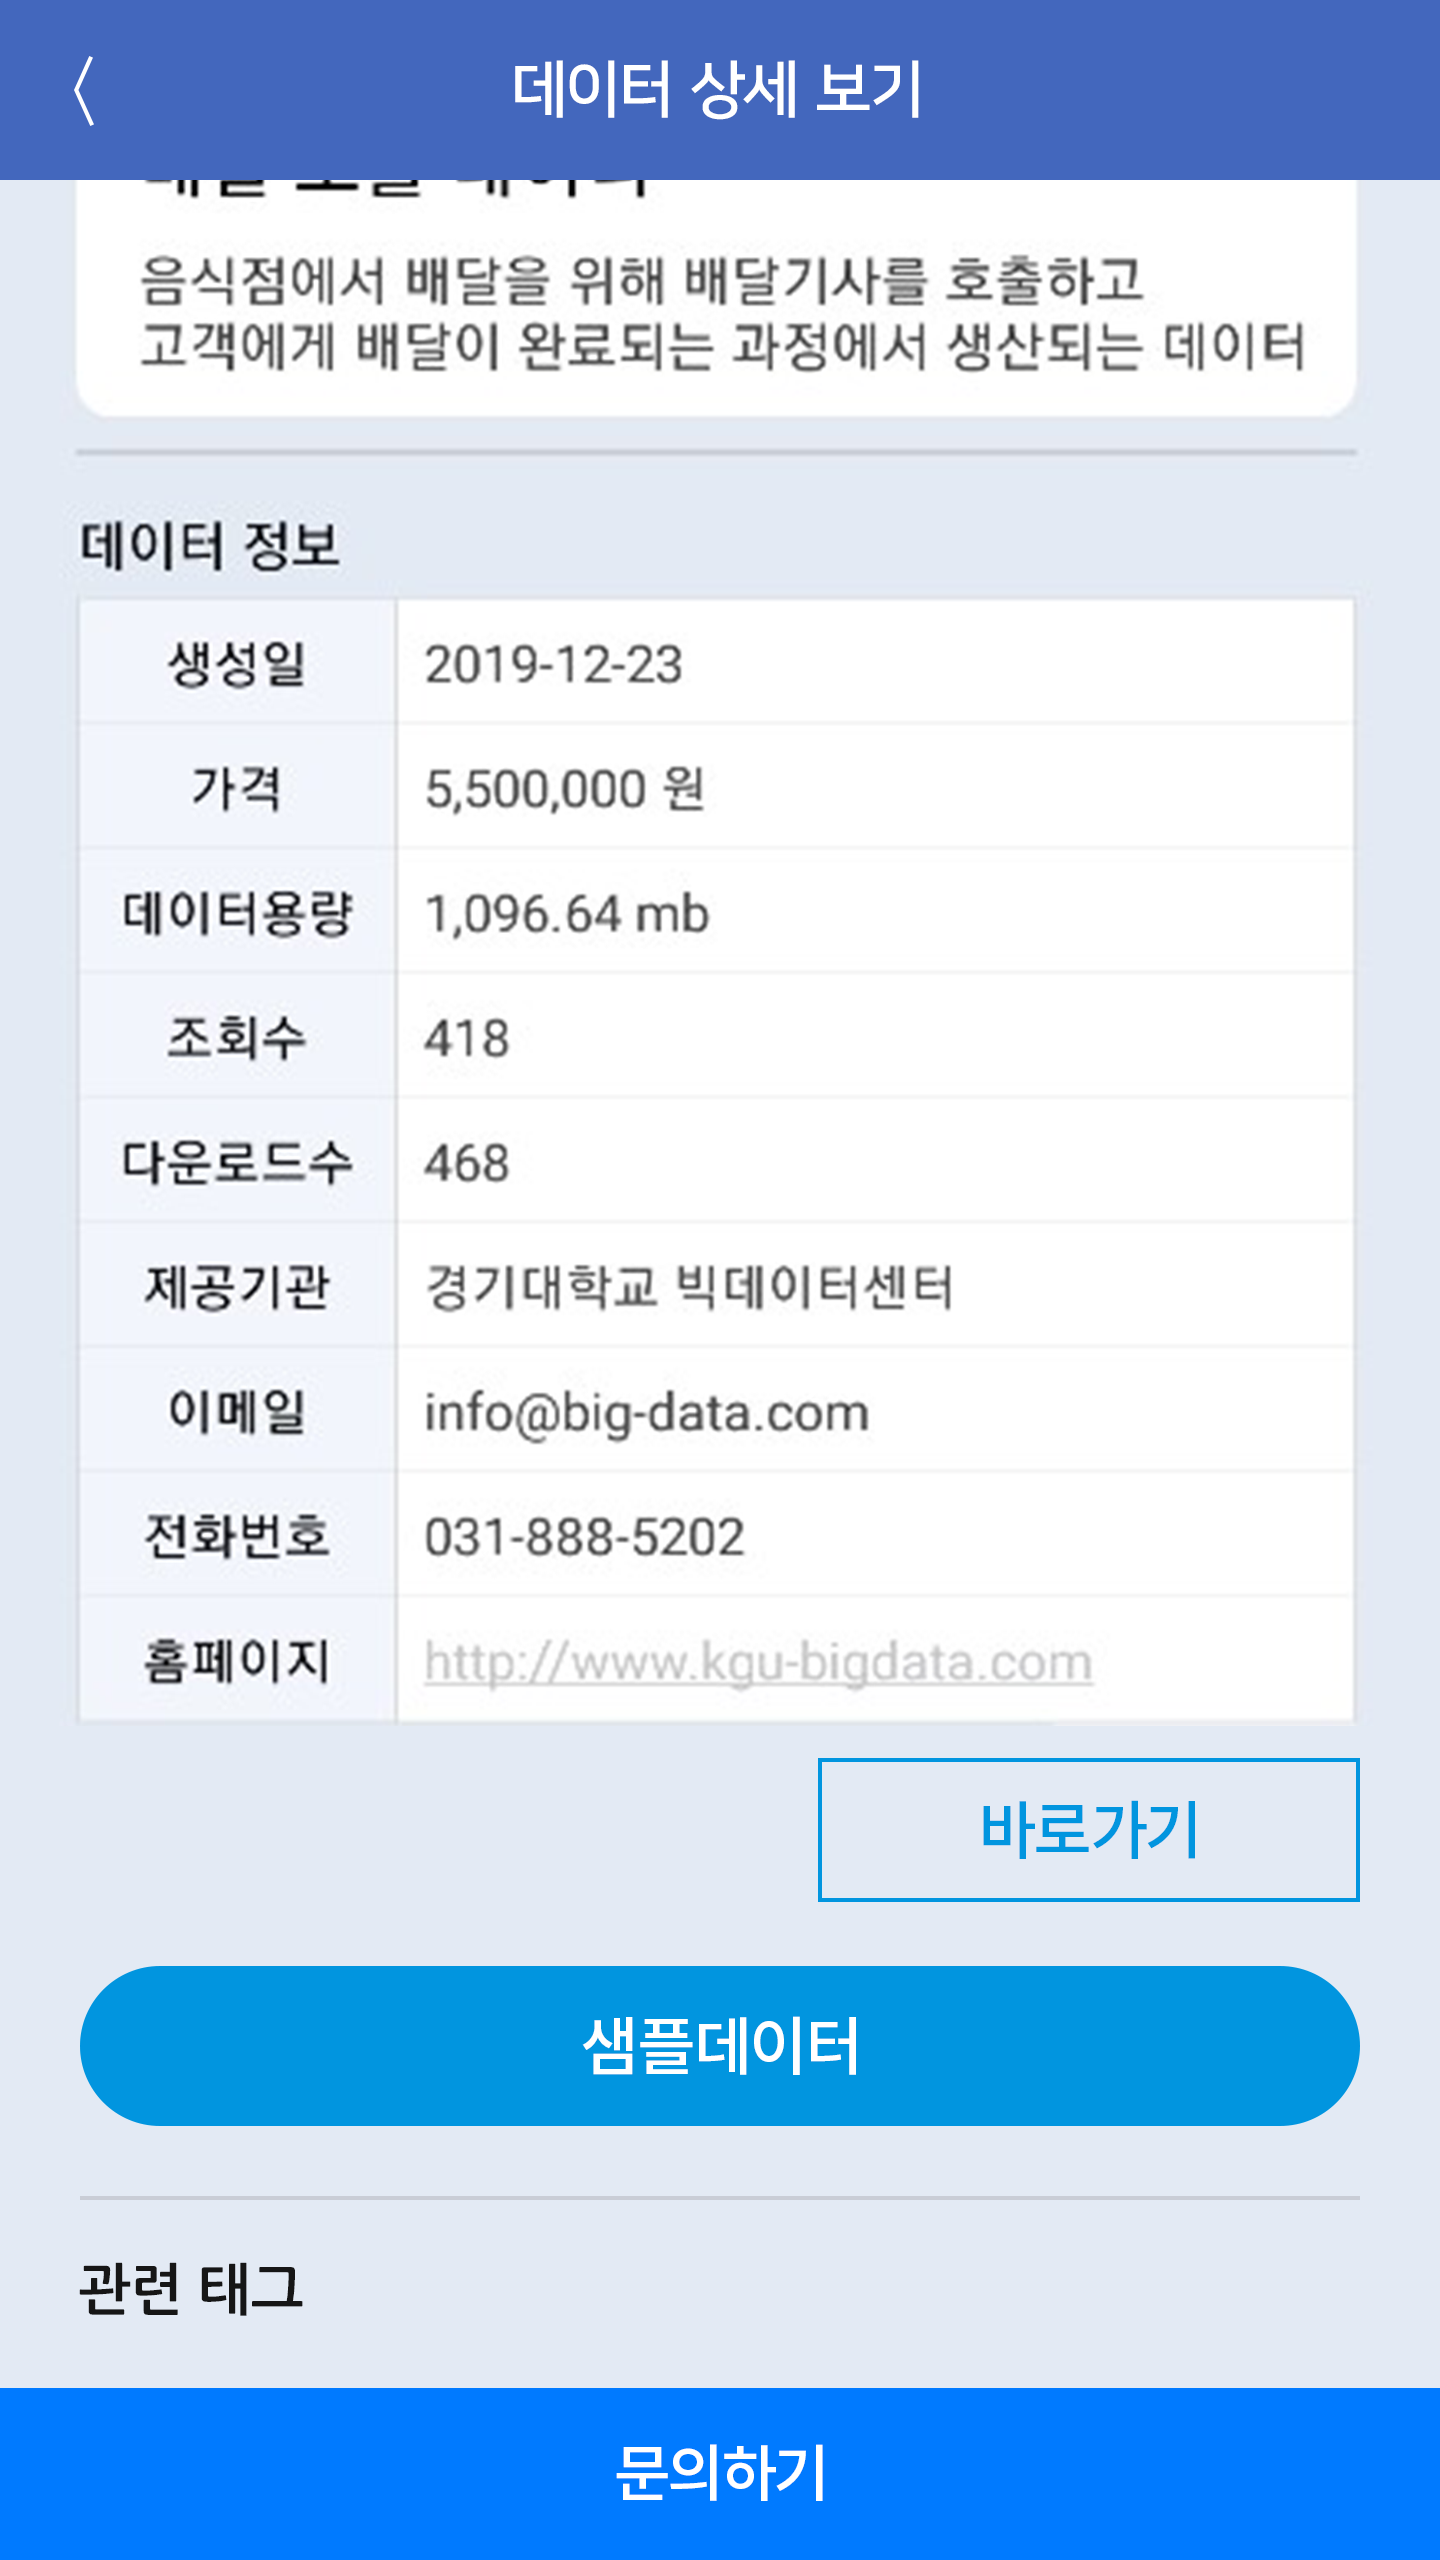 데이터 상세 보기
음식점에서 배달을 위해 배달기사를 호출하고
고객에게 배달이 완료되는 과정에서 생산되는 데이터
데이터 정보
생성일 2019-12-23
가격 5,500,000 원
데이터용량 1,096.64 mb
조회수 418
다운로드수 468
제공기관 경기대학교 빅데이터센터
이메일 info@big-data.com
전화번호 031-888-5202
홈페이지 http://www.kgu-bigdata.com
바로가기
샘플데이터
관련 태그
문의하기